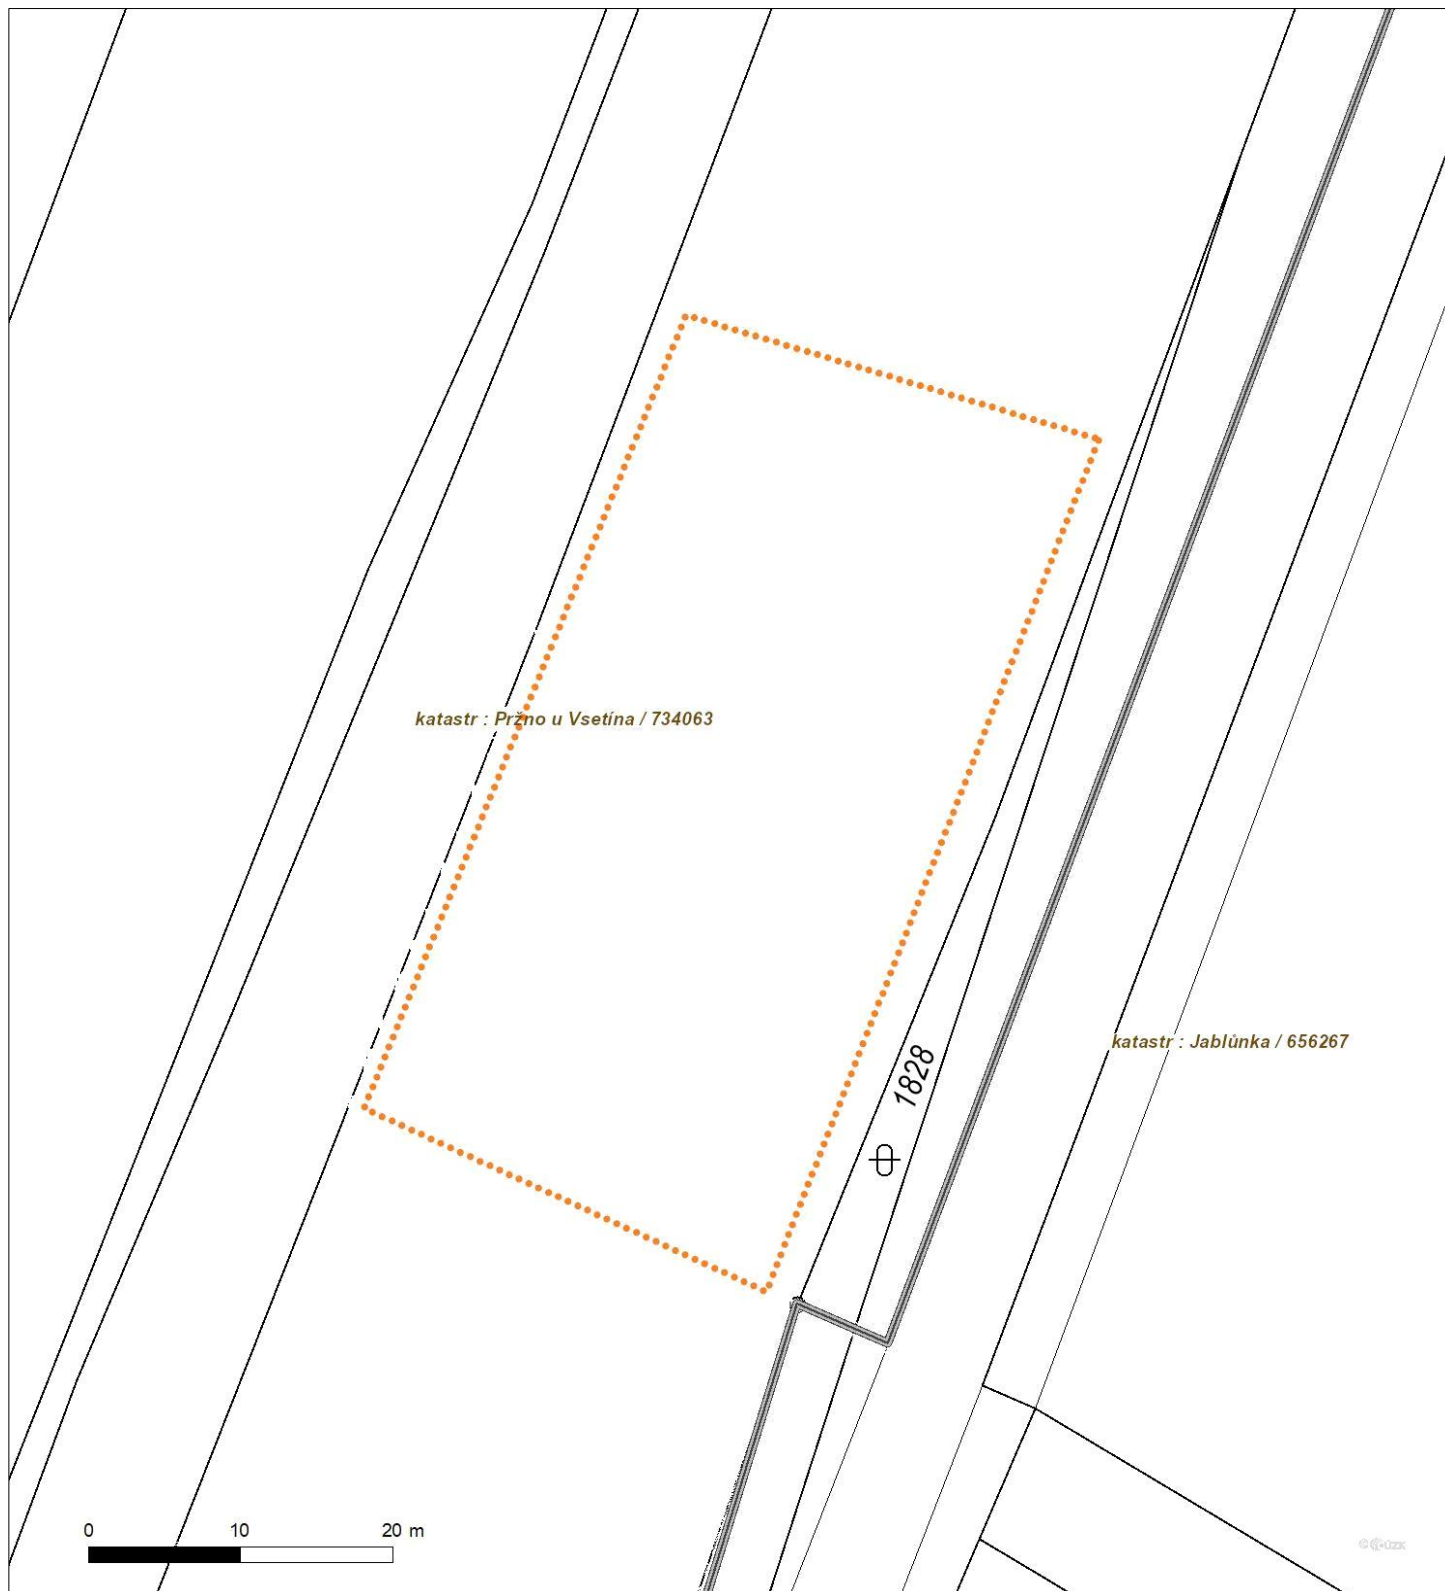 katastr : Pržno u Vsetína / 734063
katastr : Jablůnka / 656267
1828
0 10 20 m